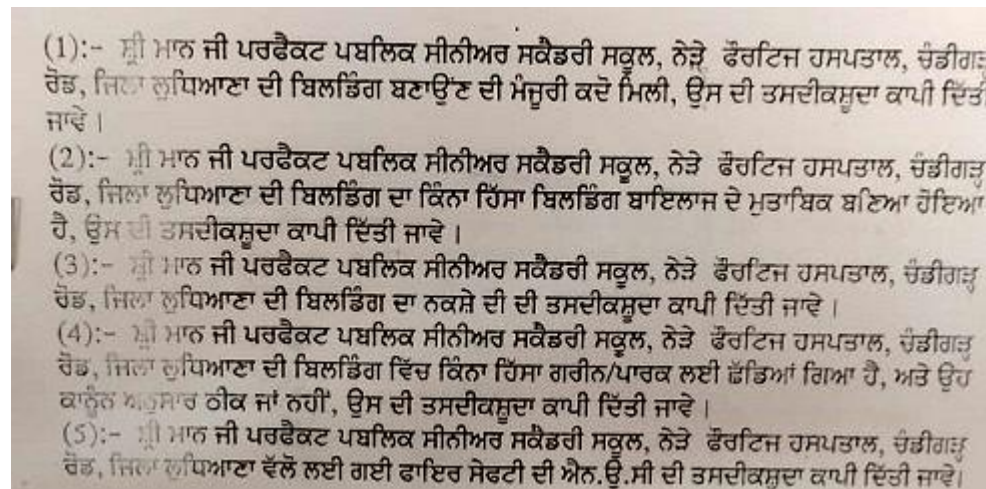 (1):- ਸ਼੍ਰੀ ਮਾਨ ਜੀ ਪਰਫੈਕਟ ਪਬਲਿਕ ਸੀਨੀਅਰ ਸਕੈਡਰੀ ਸਕੂਲ, ਨੇੜੇ ਫੋਰਟਿਜ ਹਸਪਤਾਲ, ਚੰਡੀਗੜ੍ਹ
ਰੋਡ, ਜਿਲਾ ਲੁਧਿਆਣਾ ਦੀ ਬਿਲਡਿੰਗ ਬਣਾਉਂਣ ਦੀ ਮੰਜੂਰੀ ਕਦੋ ਮਿਲੀ, ਉਸ ਦੀ ਤਸਦੀਕਸ਼ੂਦਾ ਕਾਪੀ ਦਿੱਤੀ
ਜਾਵੇ ।
(2):- ਸ਼੍ਰੀ ਮਾਨ ਜੀ ਪਰਫੈਕਟ ਪਬਲਿਕ ਸੀਨੀਅਰ ਸਕੈਡਰੀ ਸਕੂਲ, ਨੇੜੇ ਫੋਰਟਿਜ ਹਸਪਤਾਲ, ਚੰਡੀਗੜ੍ਹ
ਰੋਡ, ਜਿਲਾ ਲੁਧਿਆਣਾ ਦੀ ਬਿਲਡਿੰਗ ਦਾ ਕਿੰਨਾ ਹਿੱਸਾ ਬਿਲਡਿੰਗ ਬਾਇਲਾਜ ਦੇ ਮੁਤਾਬਿਕ ਬਣਿਆ ਹੋਇਆ
ਹੈ, ਉਸ ਦੀ ਤਸਦੀਕਸ਼ੂਦਾ ਕਾਪੀ ਦਿੱਤੀ ਜਾਵੇ ।
(3):- ਸ਼੍ਰੀ ਮਾਨ ਜੀ ਪਰਫੈਕਟ ਪਬਲਿਕ ਸੀਨੀਅਰ ਸਕੈਡਰੀ ਸਕੂਲ, ਨੇੜੇ ਫੋਰਟਿਜ ਹਸਪਤਾਲ, ਚੰਡੀਗੜ੍ਹ
ਰੋਡ, ਜਿਲਾ ਲੁਧਿਆਣਾ ਦੀ ਬਿਲਡਿੰਗ ਦਾ ਨਕਸ਼ੇ ਦੀ ਦੀ ਤਸਦੀਕਸ਼ੂਦਾ ਕਾਪੀ ਦਿੱਤੀ ਜਾਵੇ ।
(4):- ਸ਼੍ਰੀ ਮਾਨ ਜੀ ਪਰਫੈਕਟ ਪਬਲਿਕ ਸੀਨੀਅਰ ਸਕੈਡਰੀ ਸਕੂਲ, ਨੇੜੇ ਫੋਰਟਿਜ ਹਸਪਤਾਲ, ਚੰਡੀਗੜ੍ਹ
ਰੋਡ, ਜਿਲਾ ਲੁਧਿਆਣਾ ਦੀ ਬਿਲਡਿੰਗ ਵਿੱਚ ਕਿੰਨਾ ਹਿੱਸਾ ਗਰੀਨ/ਪਾਰਕ ਲਈ ਛੱਡਿਆਂ ਗਿਆ ਹੈ, ਅਤੇ ਉਹ
ਕਾਨੂੰਨ ਅਨੁਸਾਰ ਠੀਕ ਜਾਂ ਨਹੀਂ, ਉਸ ਦੀ ਤਸਦੀਕਸ਼ੂਦਾ ਕਾਪੀ ਦਿੱਤੀ ਜਾਵੇ ।
(5):- ਸ਼੍ਰੀ ਮਾਨ ਜੀ ਪਰਫੈਕਟ ਪਬਲਿਕ ਸੀਨੀਅਰ ਸਕੈਡਰੀ ਸਕੂਲ, ਨੇੜੇ ਫੋਰਟਿਜ ਹਸਪਤਾਲ, ਚੰਡੀਗੜ੍ਹ
ਰੋਡ, ਜਿਲਾ ਲੁਧਿਆਣਾ ਵੱਲੋ ਲਈ ਗਈ ਫਾਇਰ ਸੇਫਟੀ ਦੀ ਐਨ.ਉ.ਸੀ ਦੀ ਤਸਦੀਕਸ਼ੁਦਾ ਕਾਪੀ ਦਿੱਤੀ ਜਾਵੇ।